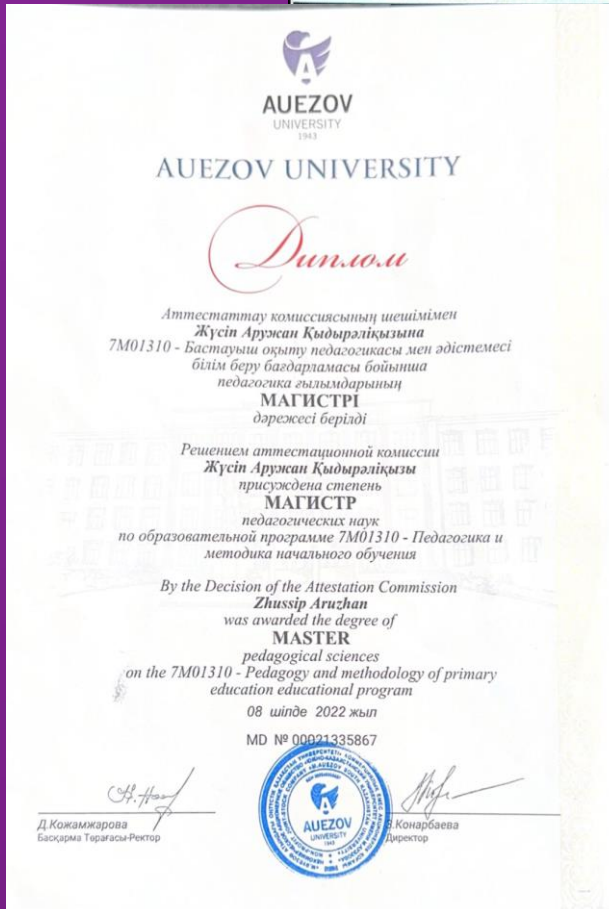 AUEZOV
UNIVERSITY
1943
AUEZOV UNIVERSITY
Диплом
Аттестаттау комиссиясының шешімімен
Жүсіп Аружан Қыдырәліқызына
7М01310 - Бастауыш оқыту педагогикасы мен әдістемесі
білім беру бағдарламасы бойынша
педагогика ғылымдарының
МАГИСТРІ
дәрежесі берілді
Решением аттестационной комиссии
Жүсіп Аружан Қыдырәліқызы
присуждена степень
МАГИСТР
педагогических наук
по образовательной программе 7М01310 - Педагогика и
методика начального обучения
By the Decision of the Attestation Commission
Zhussip Aruzhan
was awarded the degree of
MASTER
pedagogical sciences
on the 7M01310 - Pedagogy and methodology of primary
education educational program
08 шілде 2022 жыл
MD № 00021335867
Д.Кожамжарова
Басқарма Төрағасы-Ректор
Конарбаева
Директор
AUEZOV
UNIVERSITY